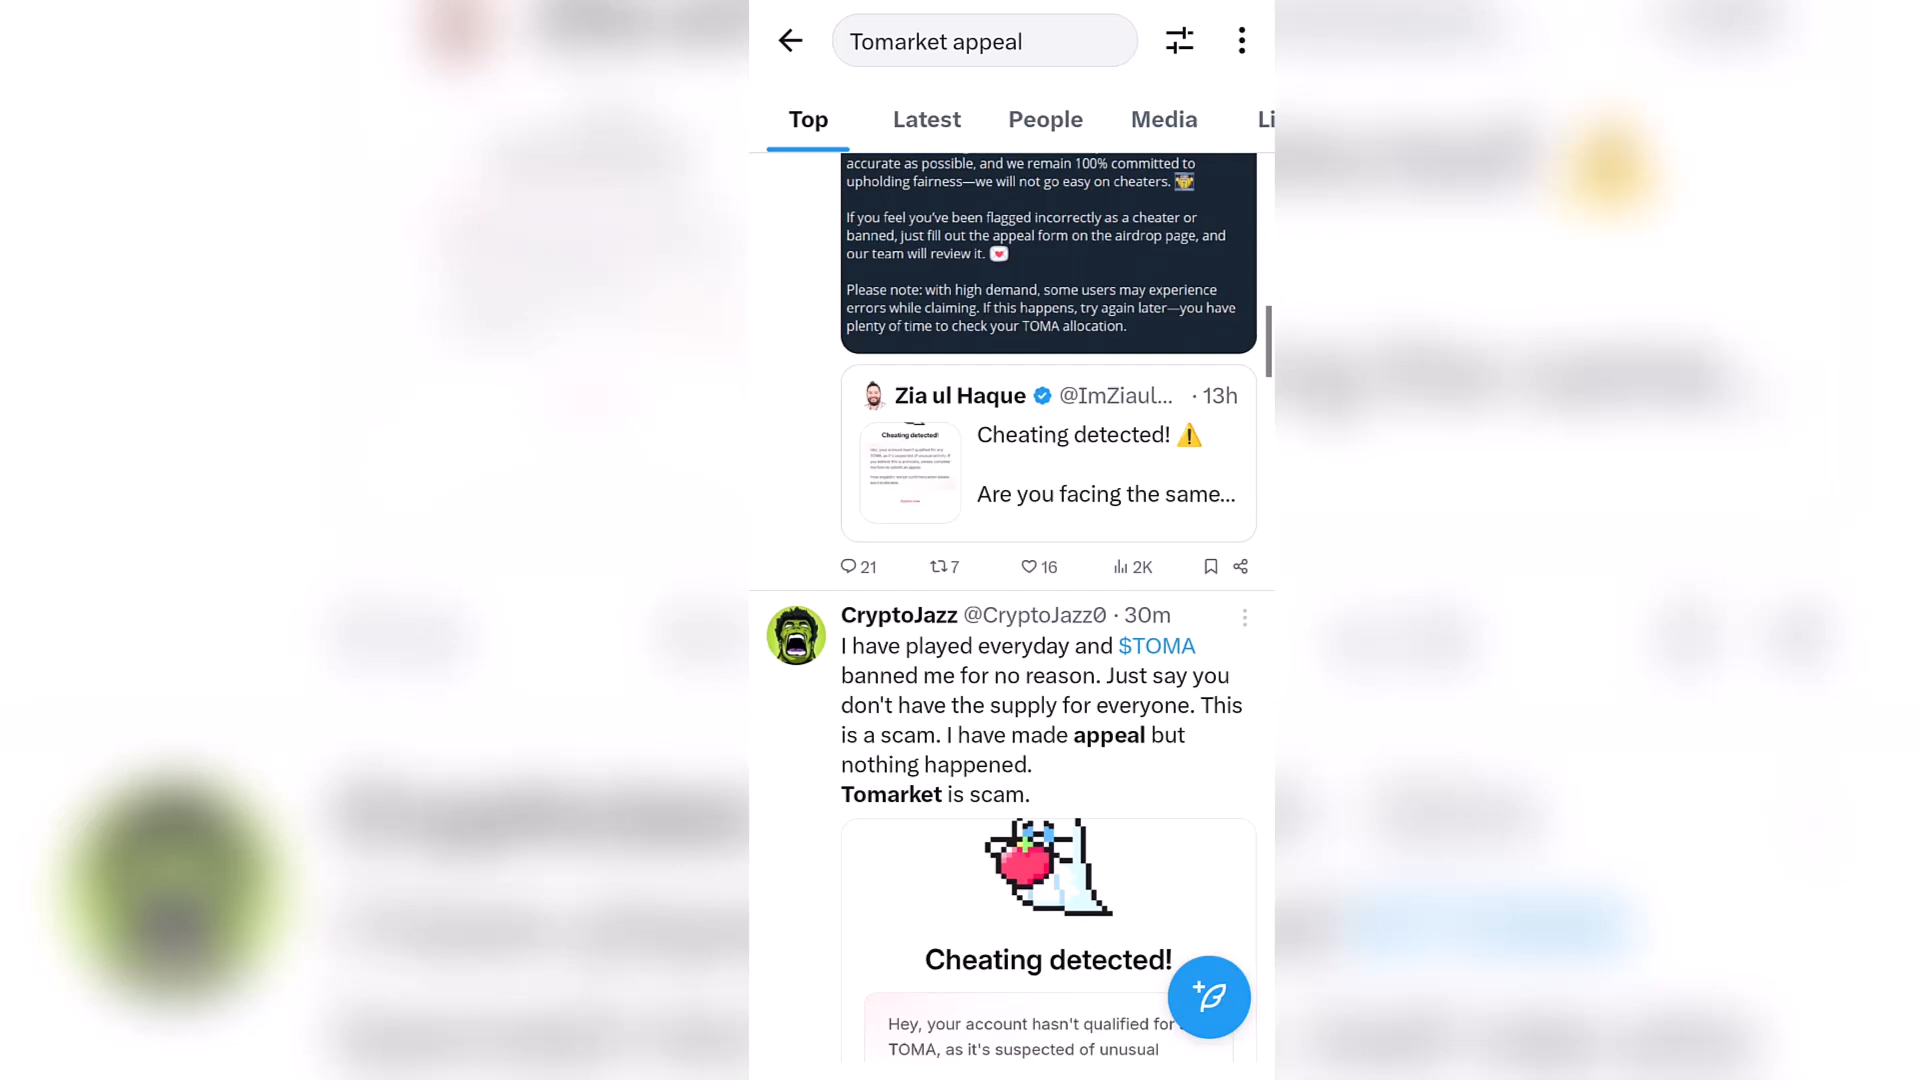 Tomarket appeal
Top Latest People Media Li
accurate as possible, and we remain 100% committed to
upholding fairness—we will not go easy on cheaters.
If you feel you've been flagged incorrectly as a cheater or
banned, just fill out the appeal form on the airdrop page, and
our team will review it. 💌
Please note: with high demand, some users may experience
errors while claiming. If this happens, try again later—you have
plenty of time to check your TOMA allocation.
Zia ul Haque @ImZiaul... · 13h
Cheating detected!
Cheating detected! ⚠️
Are you facing the same...
21 7 16 2K
CryptoJazz @CryptoJazz0 · 30m
I have played everyday and $TOMA
banned me for no reason. Just say you
don't have the supply for everyone. This
is a scam. I have made appeal but
nothing happened.
Tomarket is scam.
Cheating detected!
Hey, your account hasn't qualified for
TOMA, as it's suspected of unusual